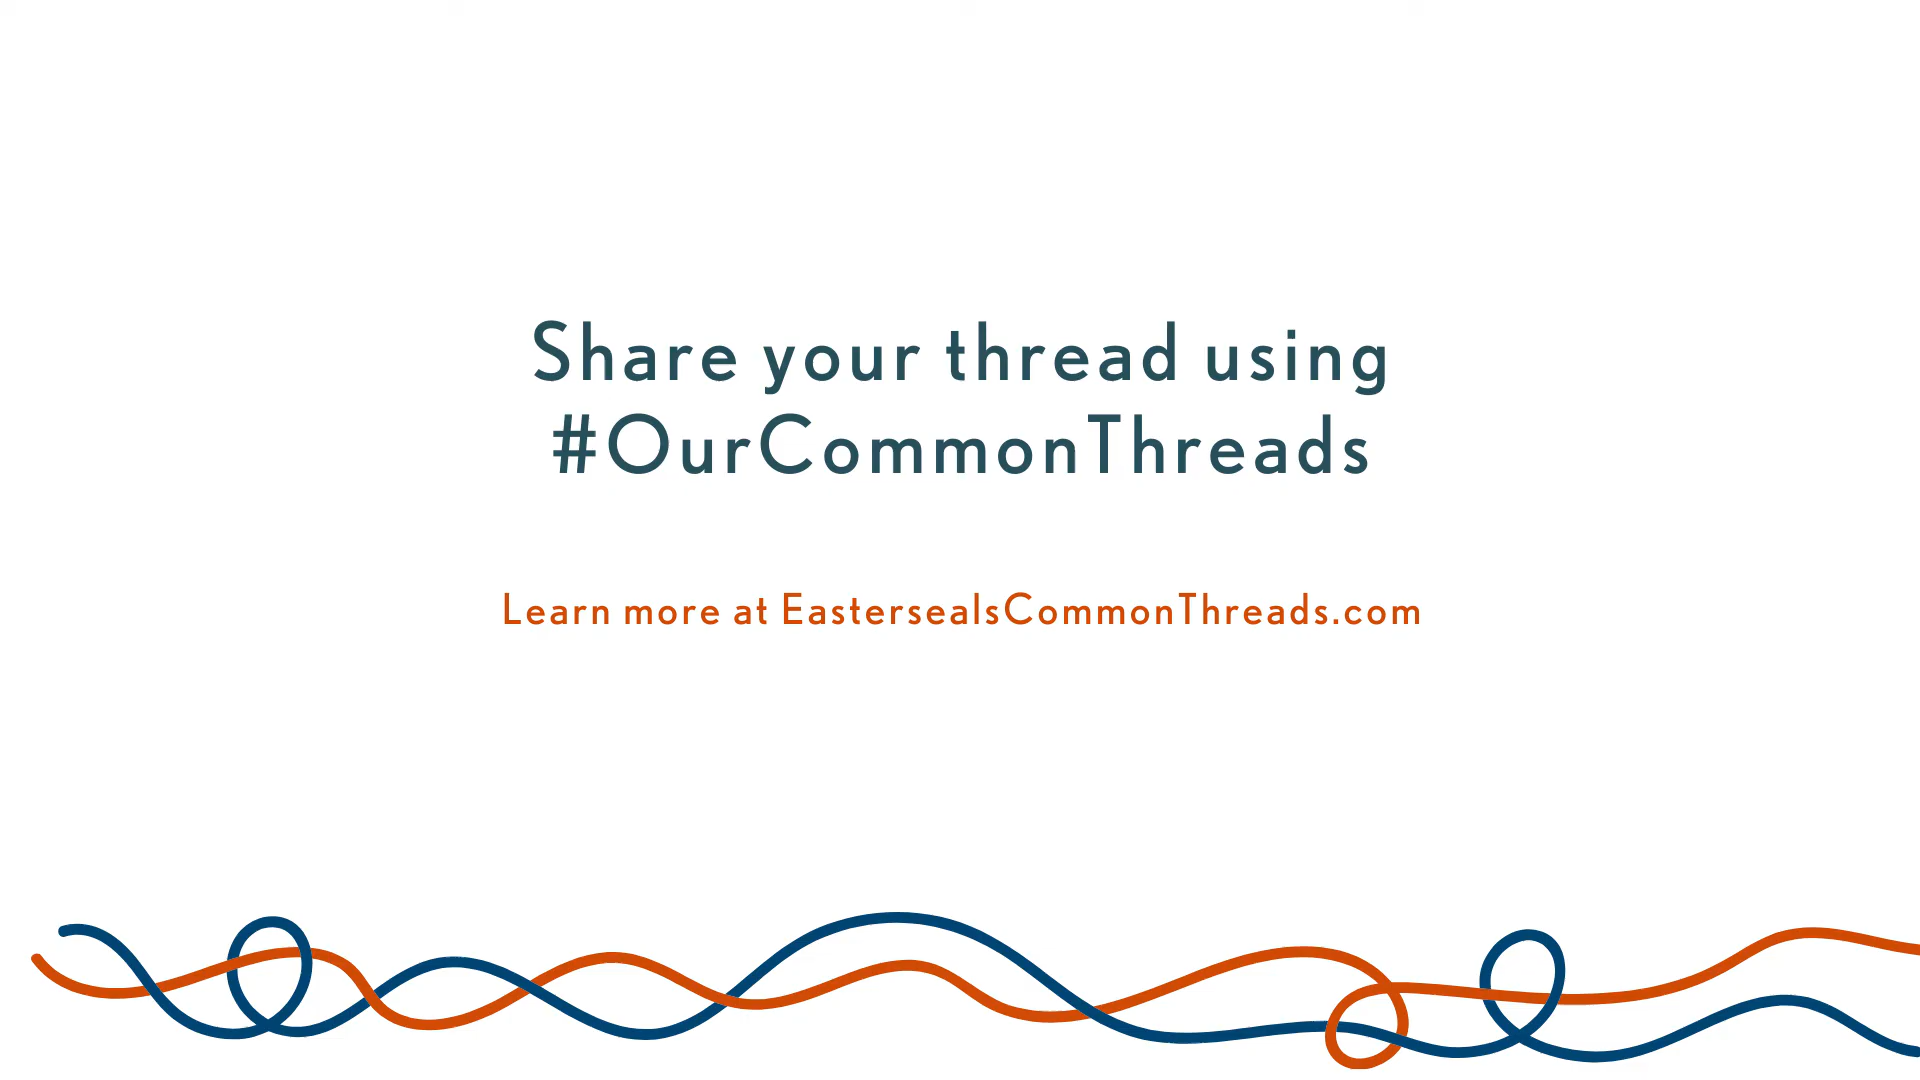 Share your thread using
#OurCommonThreads
Learn more at EastersealsCommonThreads.com